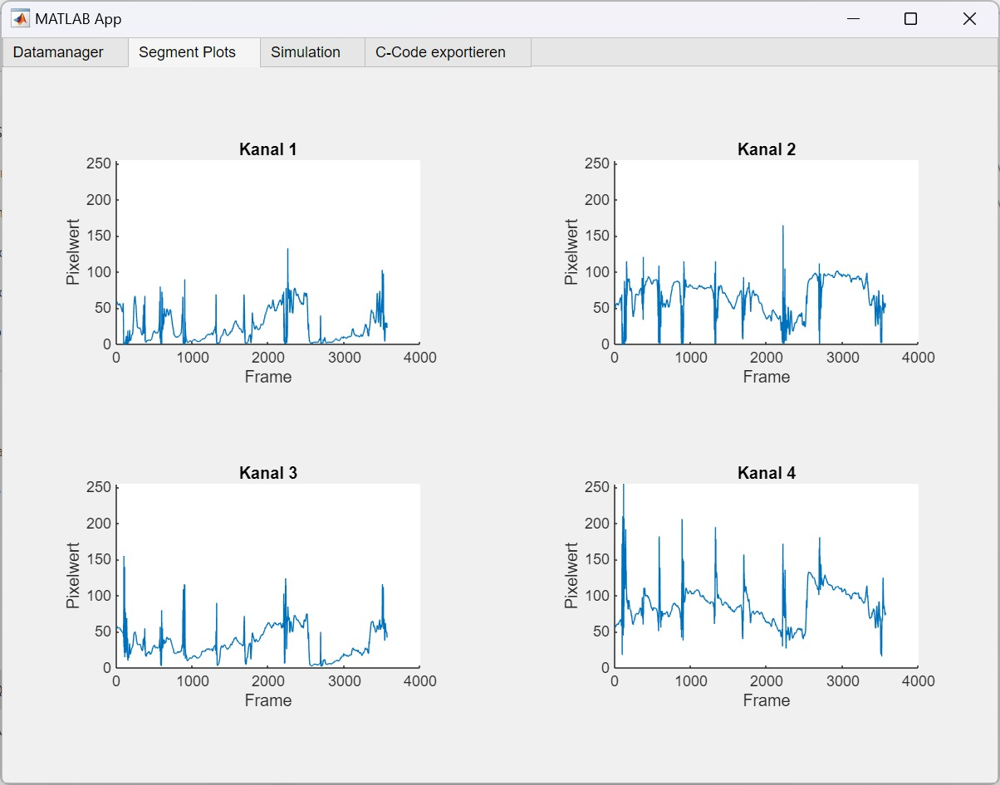 MATLAB App
Datamanager
Segment Plots
Simulation
C-Code exportieren
Kanal 1
250
200
150
100
50
0
Pixelwert
0 1000 2000 3000 4000
Frame
Kanal 2
250
200
150
100
50
0
Pixelwert
0 1000 2000 3000 4000
Frame
Kanal 3
250
200
150
100
50
0
Pixelwert
0 1000 2000 3000 4000
Frame
Kanal 4
250
200
150
100
50
0
Pixelwert
0 1000 2000 3000 4000
Frame